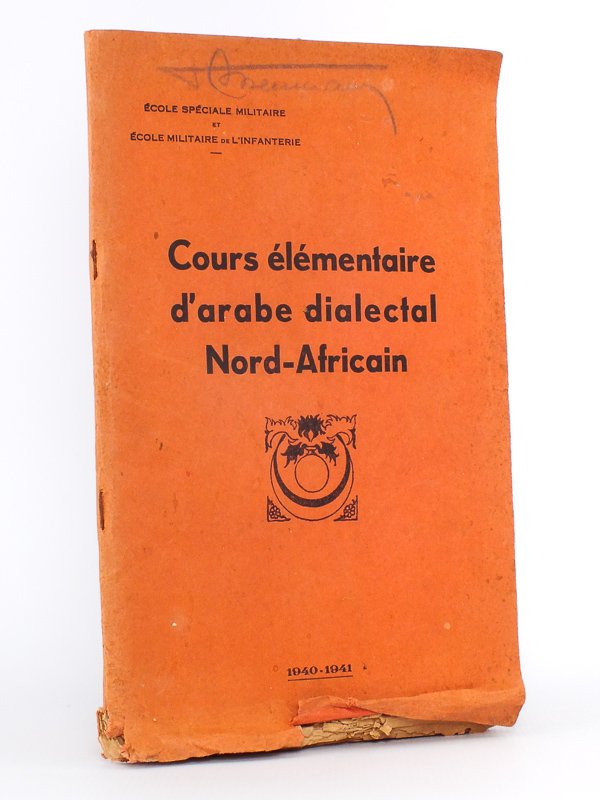 ÉCOLE SPÉCIALE MILITAIRE
ET
ÉCOLE MILITAIRE DE L'INFANTERIE
Cours élémentaire
d'arabe dialectal
Nord-Africain
1940-1941